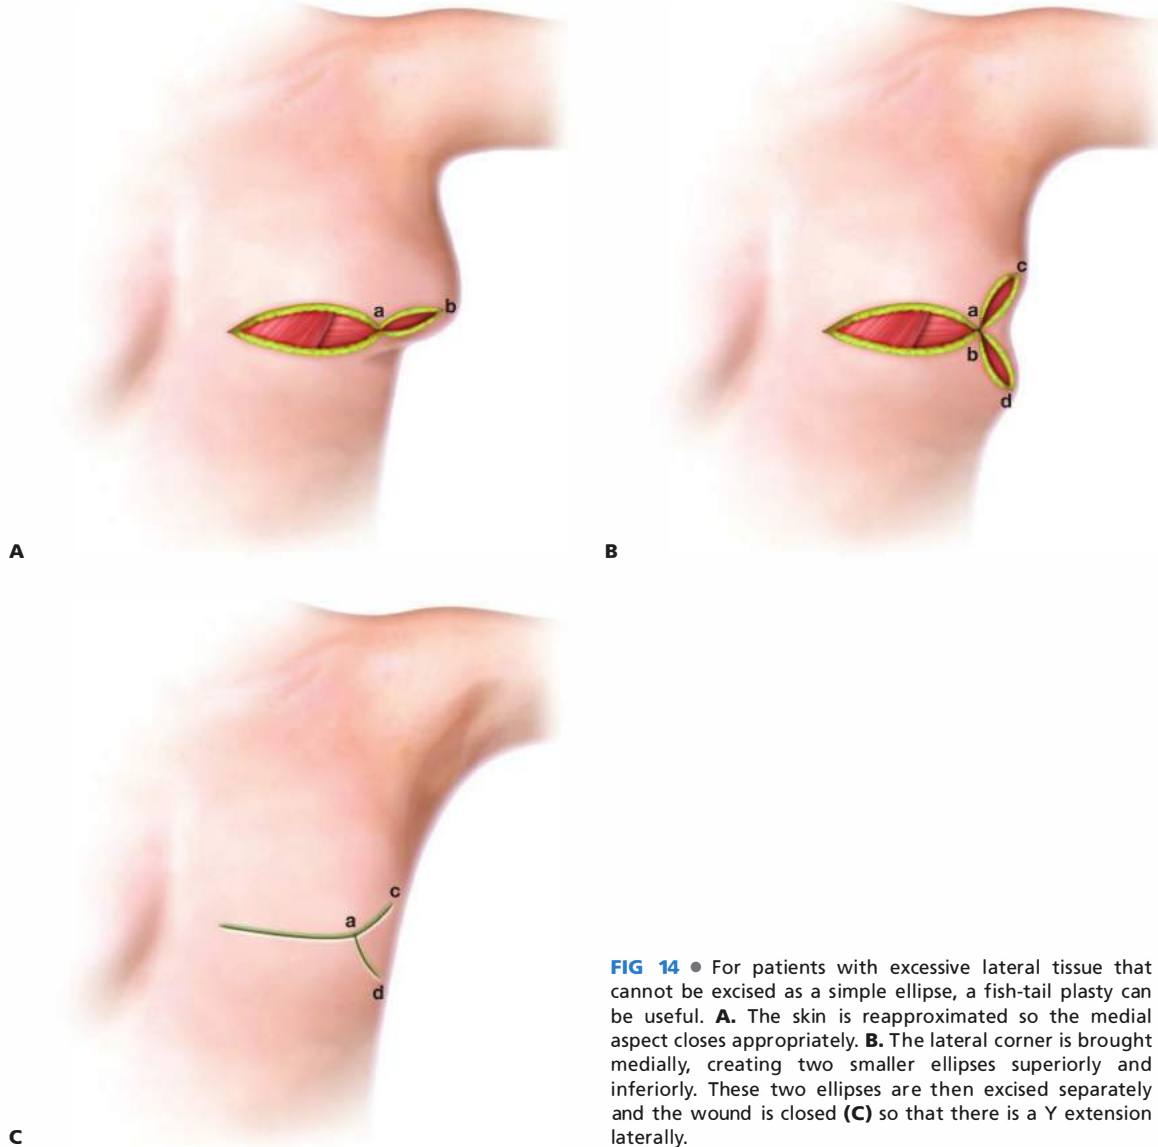 a
b
c
a
b
d
A
B
c
a
d
FIG 14 ● For patients with excessive lateral tissue that
cannot be excised as a simple ellipse, a fish-tail plasty can
be useful. A. The skin is reapproximated so the medial
aspect closes appropriately. B. The lateral corner is brought
medially, creating two smaller ellipses superiorly and
inferiorly. These two ellipses are then excised separately
and the wound is closed (C) so that there is a Y extension
laterally.
C